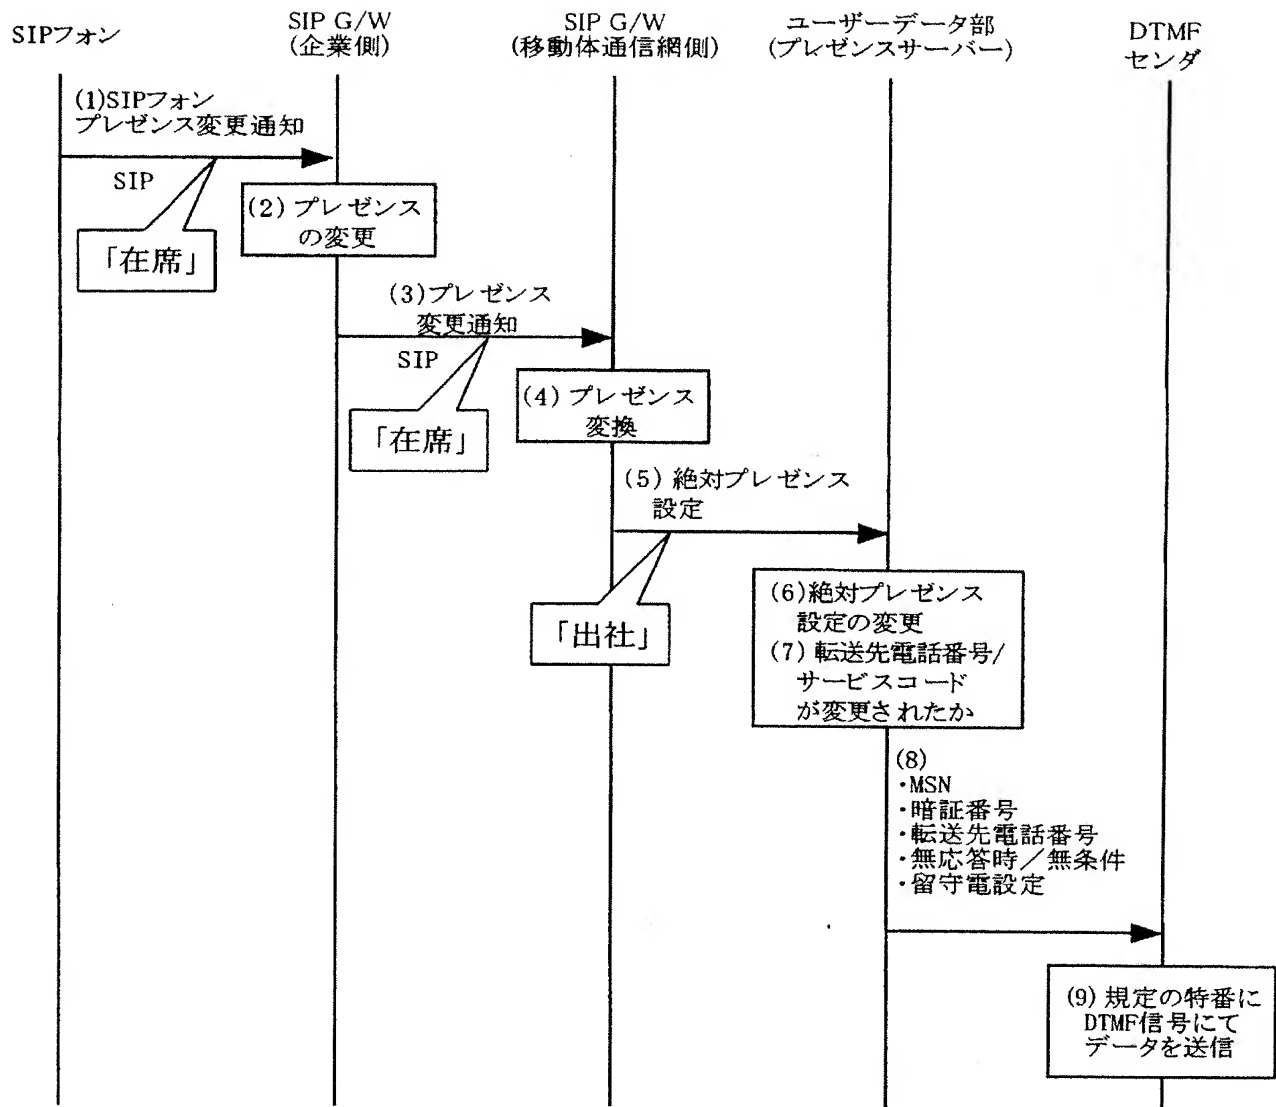 SIPフォン
SIP G/W
(企業側)
SIP G/W
(移動体通信網側)
ユーザーデータ部
(プレゼンスサーバー)
DTMF
センダ
(1)SIPフォン
プレゼンス変更通知
SIP
「在席」
(2) プレゼンス
の変更
(3)プレゼンス
変更通知
SIP
「在席」
(4) プレゼンス
変換
(5) 絶対プレゼンス
設定
「出社」
(6)絶対プレゼンス
設定の変更
(7) 転送先電話番号/
サービスコード
が変更されたか
(8)
・MSN
・暗証番号
・転送先電話番号
・無応答時／無条件
・留守電設定
(9) 規定の特番に
DTMF信号にて
データを送信